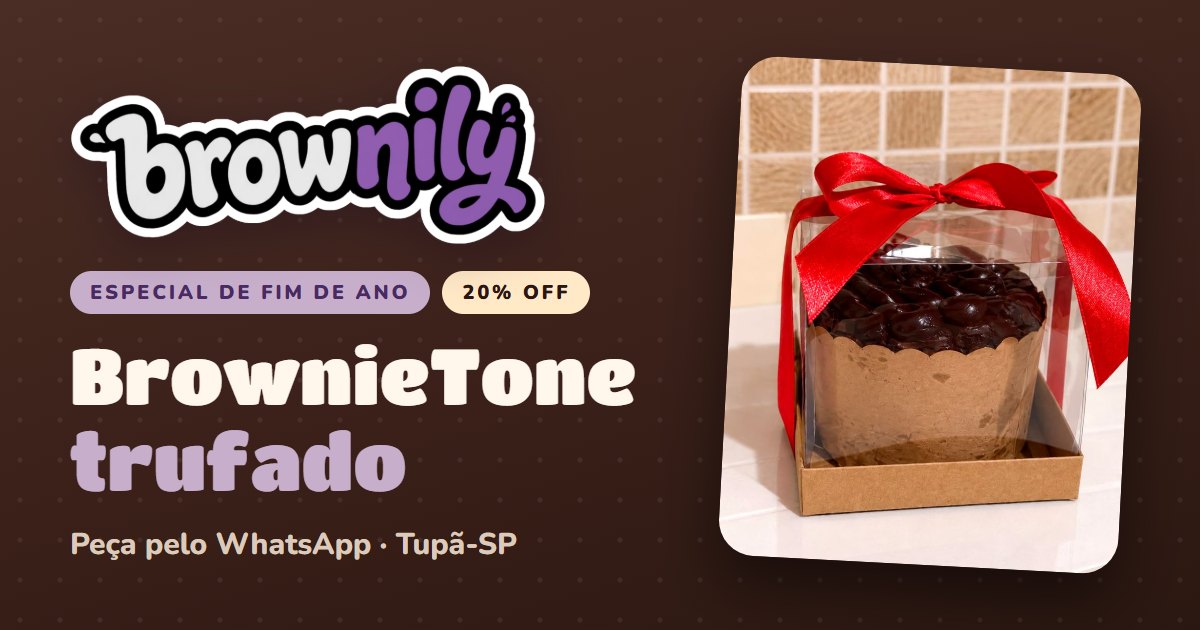 brownily
ESPECIAL DE FIM DE ANO
20% OFF
BrownieTone
trufado
Peça pelo WhatsApp · Tupã-SP